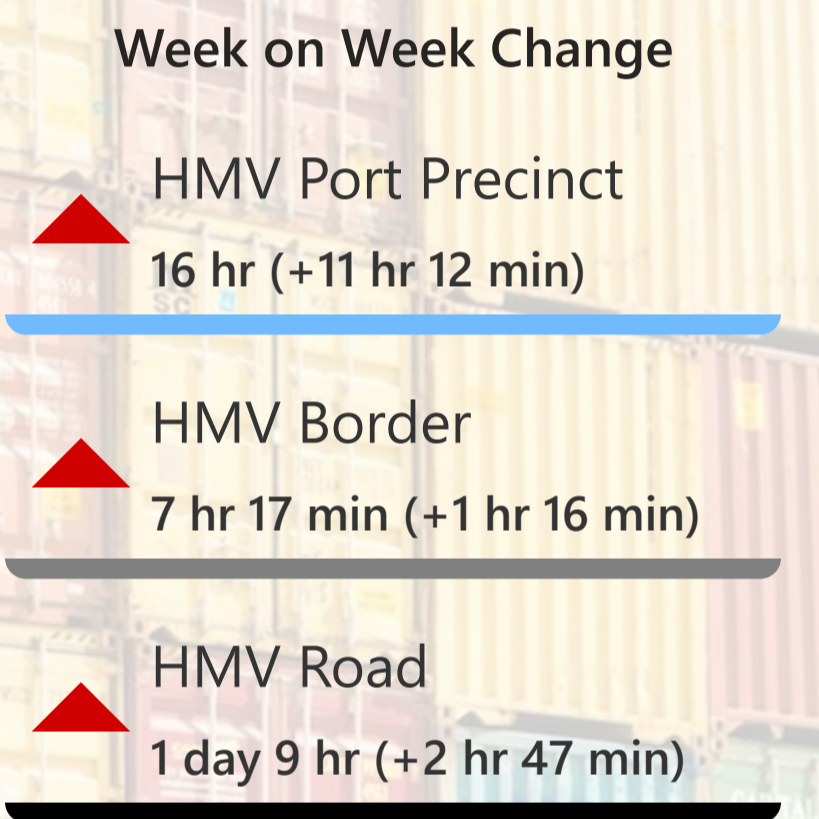 Week on Week Change
HMV Port Precinct
16 hr (+11 hr 12 min)
HMV Border
7 hr 17 min (+1 hr 16 min)
HMV Road
1 day 9 hr (+2 hr 47 min)